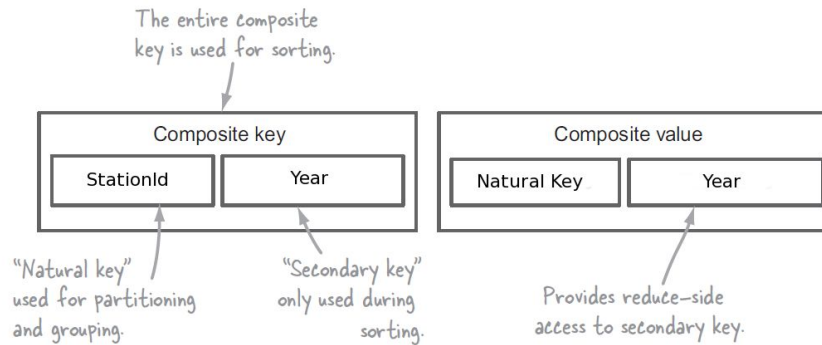 The entire composite
key is used for sorting.
Composite key
Composite value
StationId
Year
Natural Key
Year
"Natural key"
used for partitioning
and grouping.
"Secondary key"
only used during
sorting.
Provides reduce-side
access to secondary key.